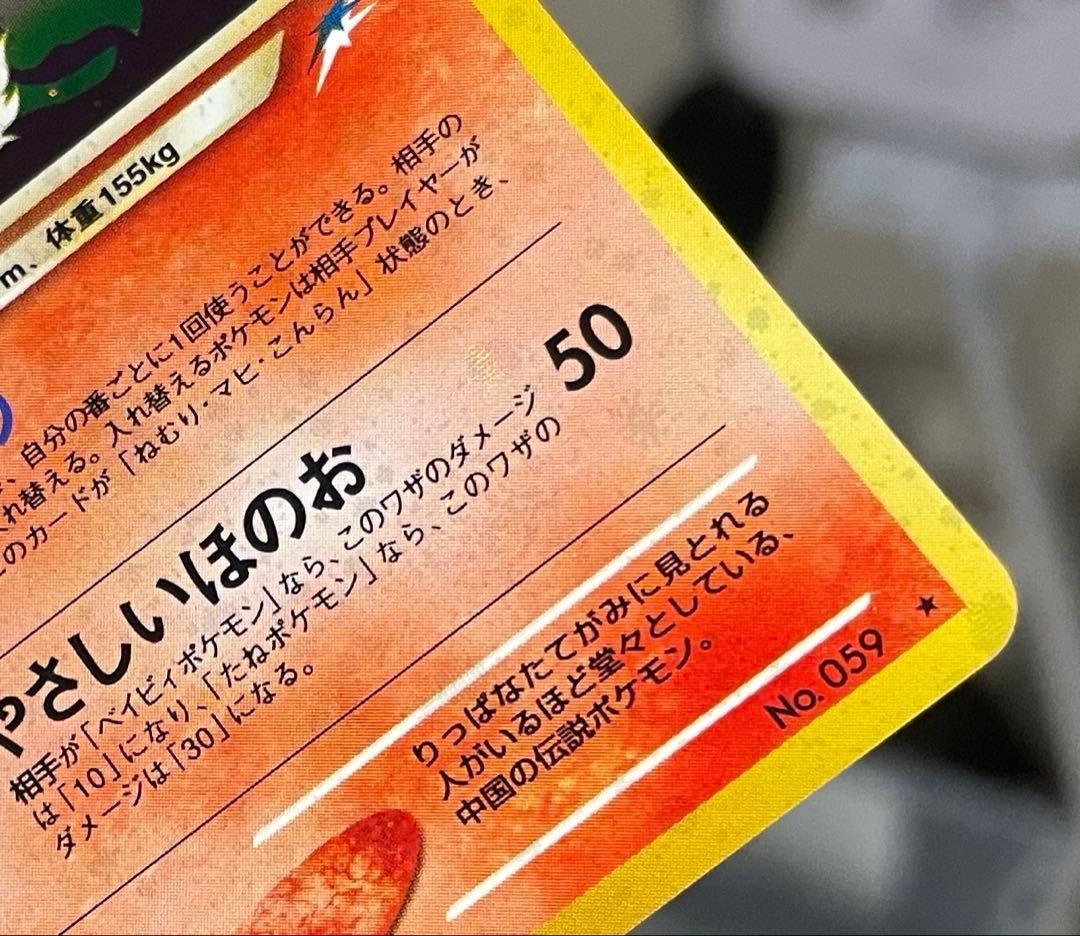 m、体重155kg
自分の番ごとに1回使うことができる。相手の
れ替える。入れ替えるポケモンは相手プレイヤーが
のカードが「ねむり・マヒ・こんらん」状態のとき、
やさしいほのお 50
相手が「ベイビィポケモン」なら、このワザのダメージ
は「10」になり、「たねポケモン」なら、このワザの
ダメージは「30」になる。
りっぱなたてがみに見とれる
人がいるほど堂々としている、
中国の伝説ポケモン。
No. 059 ★